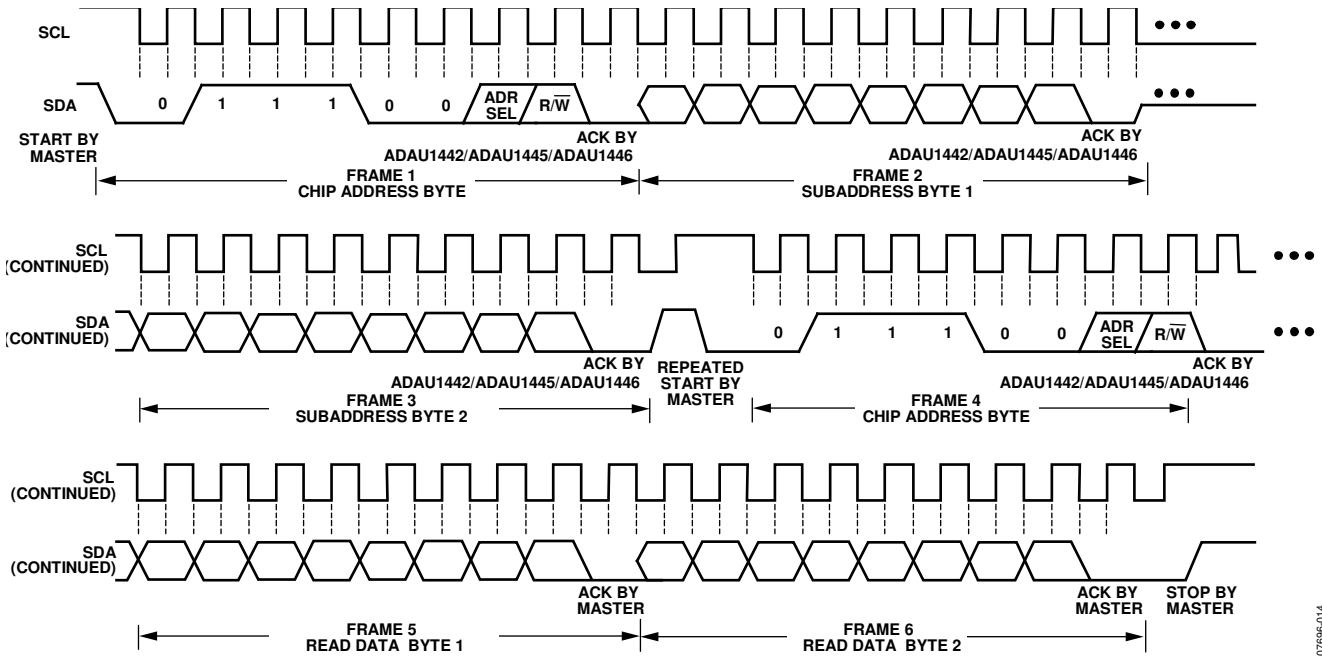 SCL
SDA
0 1 1 1 0 0 ADR SEL R/W
START BY MASTER
ACK BY ADAU1442/ADAU1445/ADAU1446
ACK BY ADAU1442/ADAU1445/ADAU1446
FRAME 1 CHIP ADDRESS BYTE
FRAME 2 SUBADDRESS BYTE 1
SCL (CONTINUED)
SDA (CONTINUED)
0 1 1 1 0 0 ADR SEL R/W
ACK BY ADAU1442/ADAU1445/ADAU1446
REPEATED START BY MASTER
ACK BY ADAU1442/ADAU1445/ADAU1446
FRAME 3 SUBADDRESS BYTE 2
FRAME 4 CHIP ADDRESS BYTE
SCL (CONTINUED)
SDA (CONTINUED)
ACK BY MASTER
ACK BY MASTER
STOP BY MASTER
FRAME 5 READ DATA BYTE 1
FRAME 6 READ DATA BYTE 2
07696-014